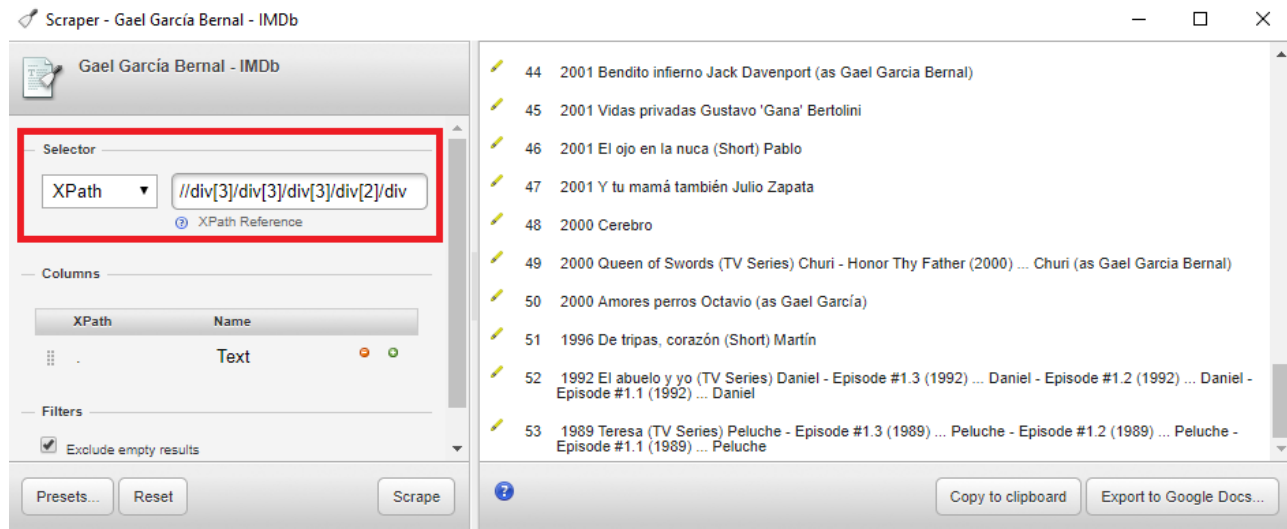 Scraper - Gael García Bernal - IMDb
Gael García Bernal - IMDb
Selector
XPath
//div[3]/div[3]/div[3]/div[2]/div
XPath Reference
Columns
XPath Name
. Text
Filters
Exclude empty results
Presets...
Reset
Scrape
44 2001 Bendito infierno Jack Davenport (as Gael Garcia Bernal)
45 2001 Vidas privadas Gustavo 'Gana' Bertolini
46 2001 El ojo en la nuca (Short) Pablo
47 2001 Y tu mamá también Julio Zapata
48 2000 Cerebro
49 2000 Queen of Swords (TV Series) Churi - Honor Thy Father (2000) ... Churi (as Gael Garcia Bernal)
50 2000 Amores perros Octavio (as Gael García)
51 1996 De tripas, corazón (Short) Martín
52 1992 El abuelo y yo (TV Series) Daniel - Episode #1.3 (1992) ... Daniel - Episode #1.2 (1992) ... Daniel -
Episode #1.1 (1992) ... Daniel
53 1989 Teresa (TV Series) Peluche - Episode #1.3 (1989) ... Peluche - Episode #1.2 (1989) ... Peluche -
Episode #1.1 (1989) ... Peluche
Copy to clipboard
Export to Google Docs...